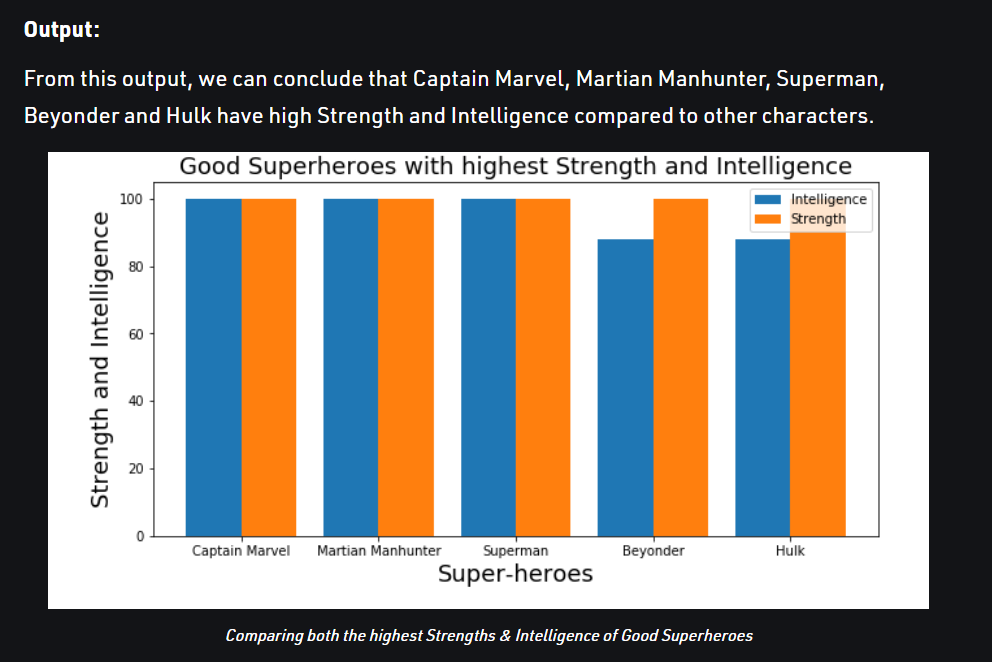 Output:
From this output, we can conclude that Captain Marvel, Martian Manhunter, Superman,
Beyonder and Hulk have high Strength and Intelligence compared to other characters.
Good Superheroes with highest Strength and Intelligence
Strength and Intelligence
100
80
60
40
20
0
Intelligence
Strength
Captain Marvel Martian Manhunter Superman Beyonder Hulk
Super-heroes
Comparing both the highest Strengths & Intelligence of Good Superheroes